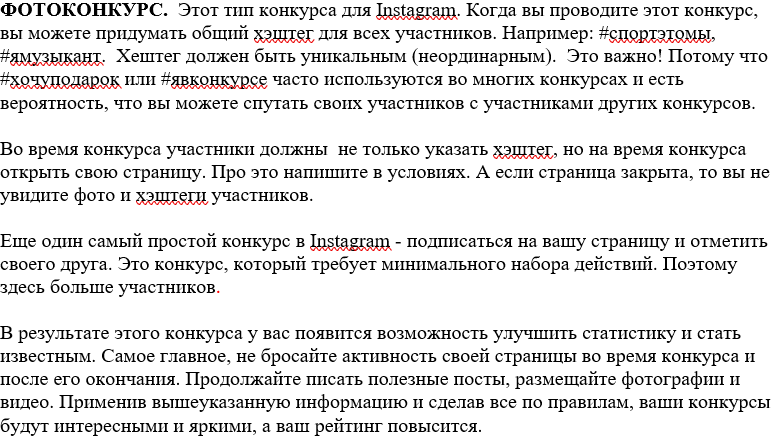 ФОТОКОНКУРС.  Этот тип конкурса для Instagram. Когда вы проводите этот конкурс,
вы можете придумать общий хэштег для всех участников. Например: #спортэтомы,
#ямузыкант.  Хештег должен быть уникальным (неординарным).  Это важно! Потому что
#хочуподарок или #явконкурсе часто используются во многих конкурсах и есть
вероятность, что вы можете спутать своих участников с участниками других конкурсов.

Во время конкурса участники должны  не только указать хэштег, но на время конкурса
открыть свою страницу. Про это напишите в условиях. А если страница закрыта, то вы не
увидите фото и хэштеги участников.

Еще один самый простой конкурс в Instagram - подписаться на вашу страницу и отметить
своего друга. Это конкурс, который требует минимального набора действий. Поэтому
здесь больше участников.

В результате этого конкурса у вас появится возможность улучшить статистику и стать
известным. Самое главное, не бросайте активность своей страницы во время конкурса и
после его окончания. Продолжайте писать полезные посты, размещайте фотографии и
видео. Применив вышеуказанную информацию и сделав все по правилам, ваши конкурсы
будут интересными и яркими, а ваш рейтинг повысится.